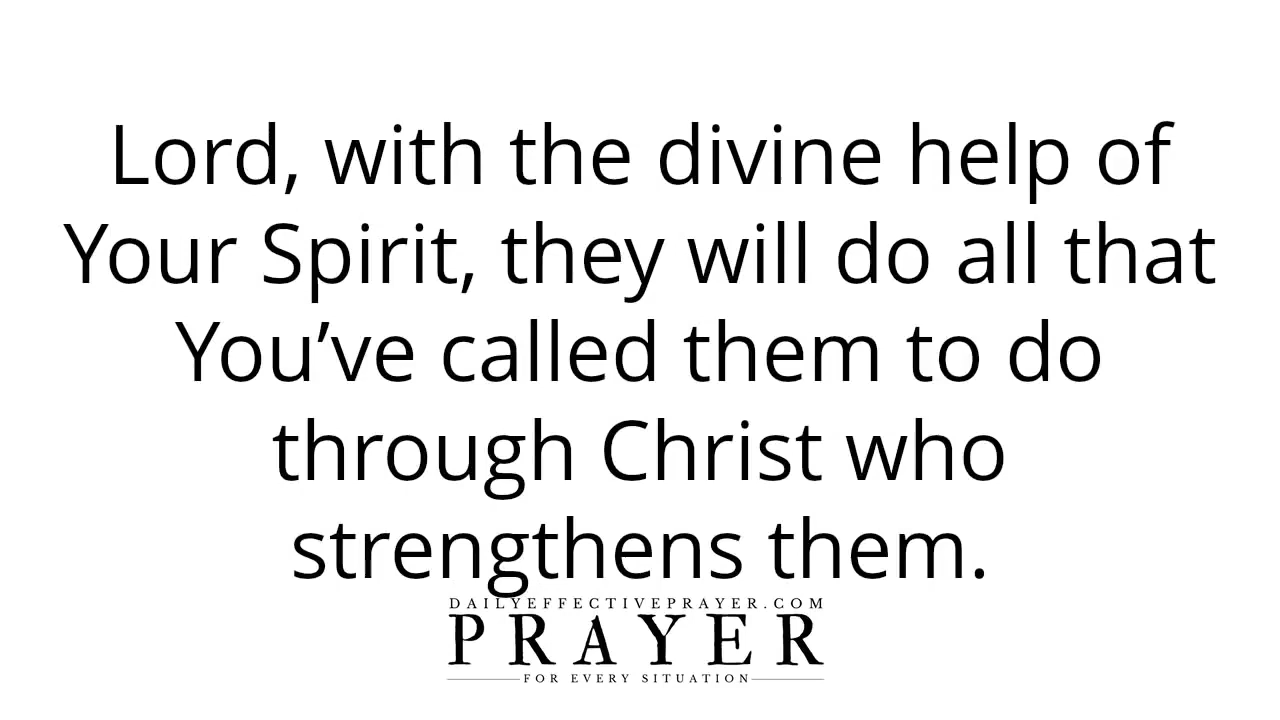 Lord, with the divine help of
Your Spirit, they will do all that
You’ve called them to do
through Christ who
strengthens them.
DAILYEFFECTIVEPRAYER.COM
PRAYER
FOR EVERY SITUATION